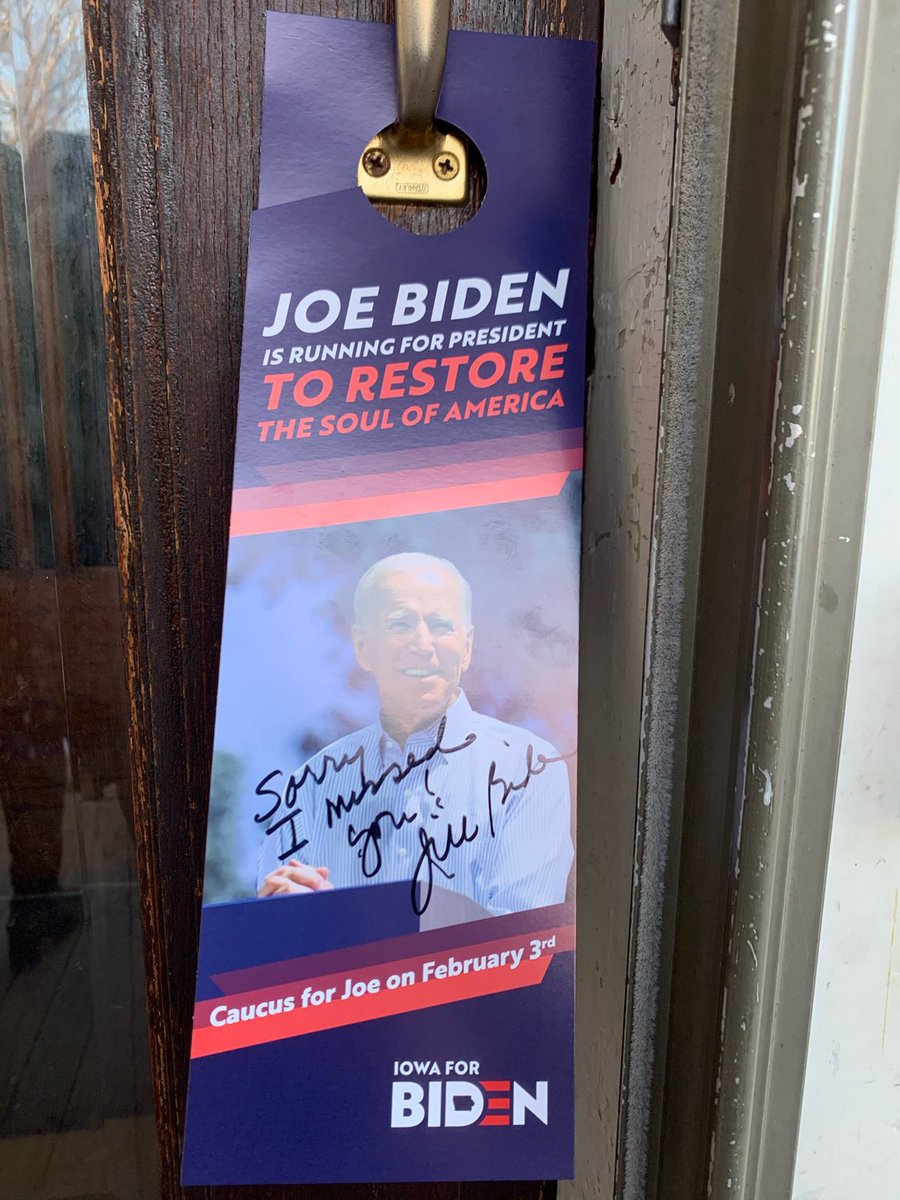 STANLEY
JOE BIDEN
IS RUNNING FOR PRESIDENT
TO RESTORE
THE SOUL OF AMERICA
Sorry
I missed
you!
Jill Biden
Caucus for Joe on February 3rd
IOWA FOR
BIDEN